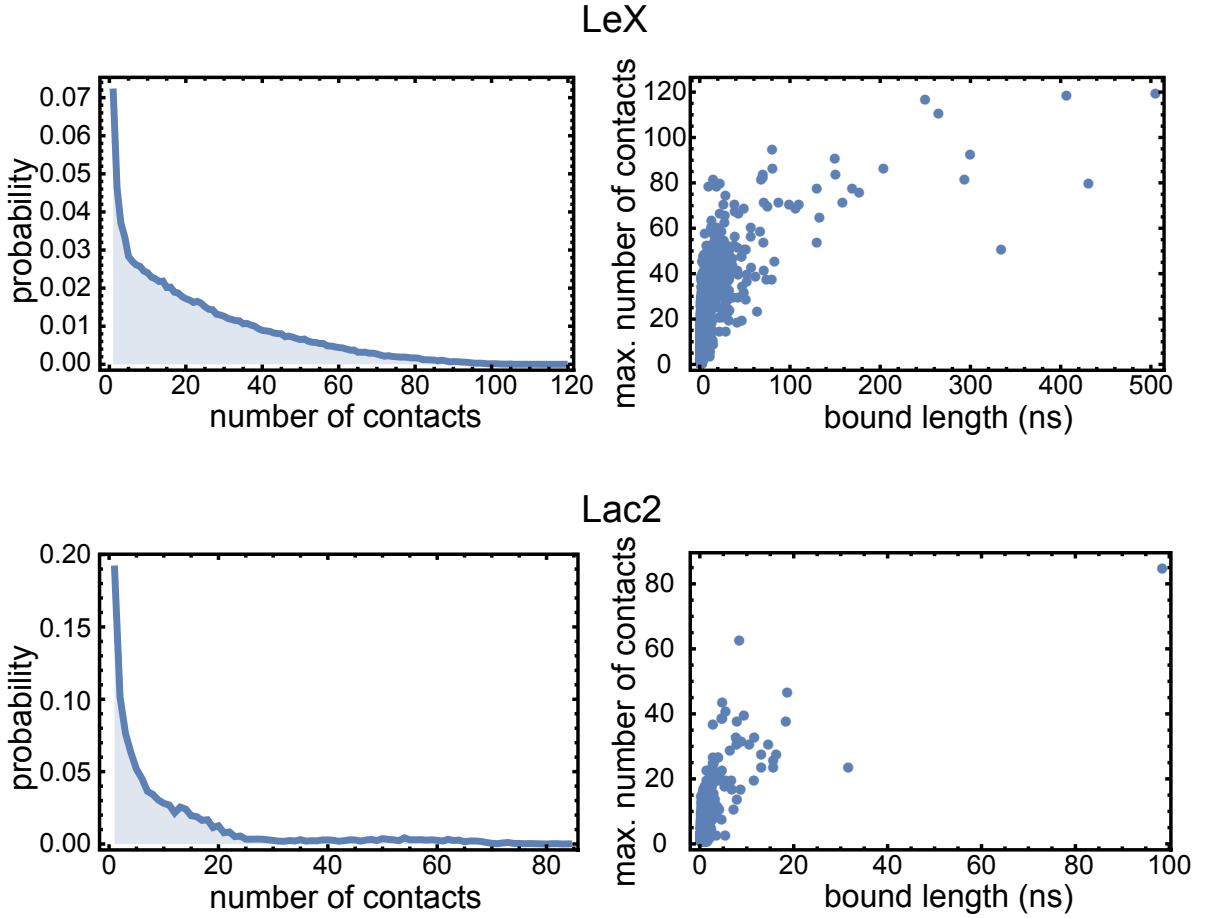 LeX
probability
0.07
0.06
0.05
0.04
0.03
0.02
0.01
0.00
0 20 40 60 80 100 120
number of contacts
max. number of contacts
120
100
80
60
40
20
0
0 100 200 300 400 500
bound length (ns)
Lac2
probability
0.20
0.15
0.10
0.05
0.00
0 20 40 60 80
number of contacts
max. number of contacts
80
60
40
20
0
0 20 40 60 80 100
bound length (ns)